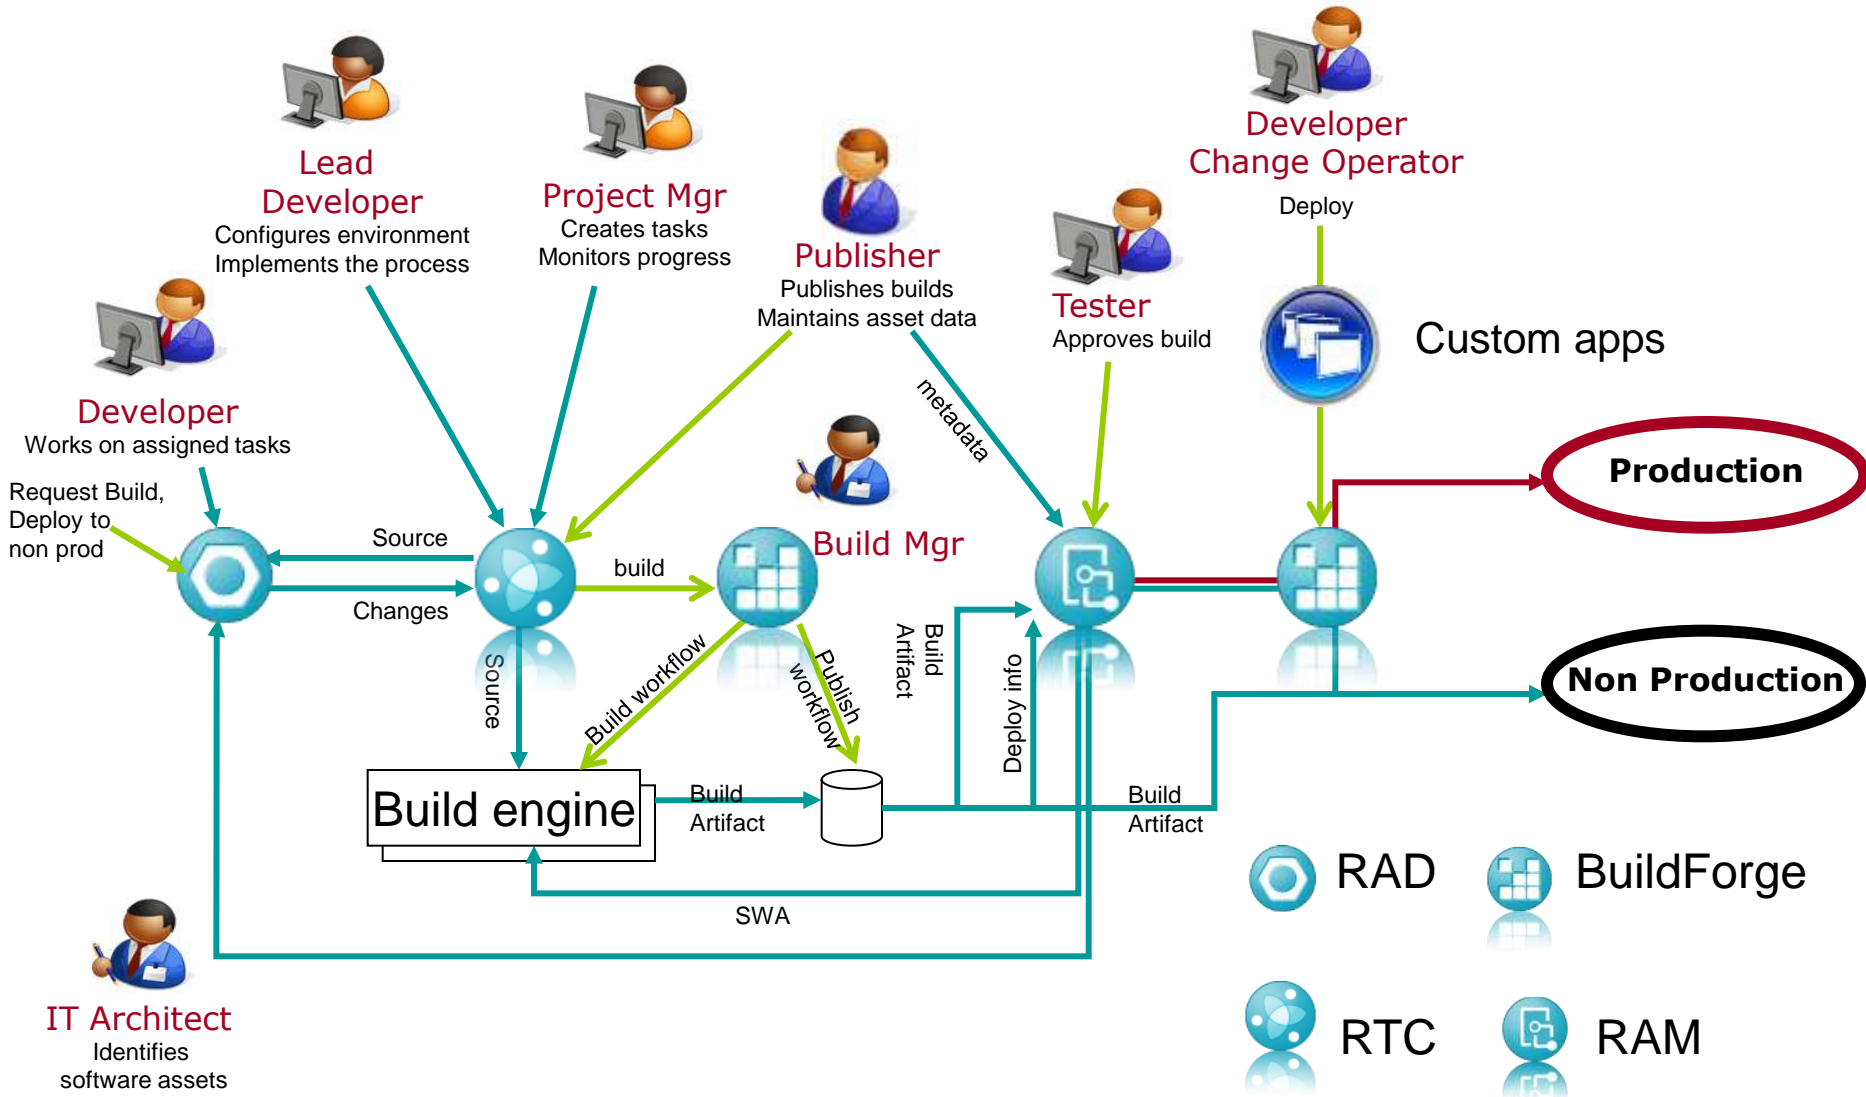 Lead
Developer
Configures environment
Implements the process
Project Mgr
Creates tasks
Monitors progress
Publisher
Publishes builds
Maintains asset data
Developer
Change Operator
Deploy
Tester
Approves build
Custom apps
Developer
Works on assigned tasks
Request Build,
Deploy to
non prod
metadata
Production
Source
Changes
build
Build Mgr
Source
Build workflow
Publish
workflow
Build
Artifact
Deploy info
Non Production
Build engine
Build
Artifact
Build
Artifact
SWA
RAD
BuildForge
RTC
RAM
IT Architect
Identifies
software assets